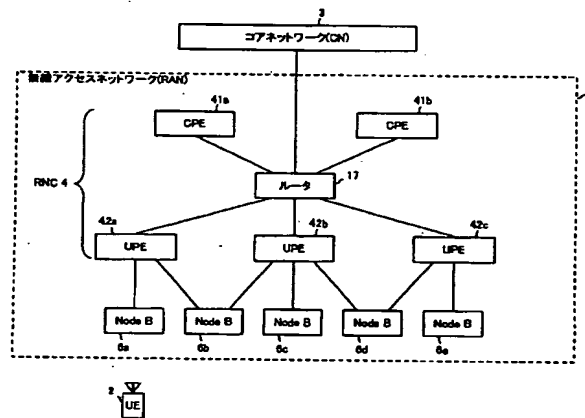 3
コアネットワーク(CN)
無線アクセスネットワーク(RAN)
41a
41b
CPE
CPE
RNC 4
ルータ
17
42a
42b
42c
UPE
UPE
UPE
Node B
Node B
Node B
Node B
Node B
6a
6b
6c
6d
6e
2
UE